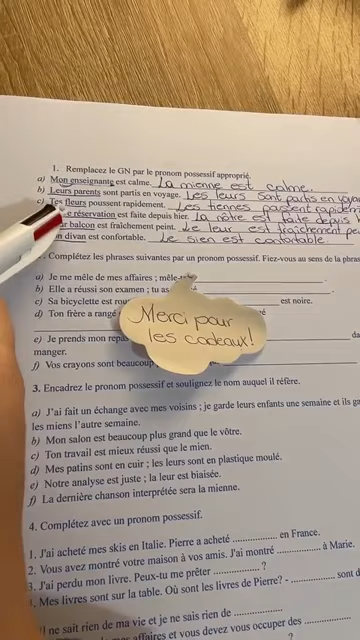 1. Remplacez le GN par le pronom possessif approprié.
a) Mon enseignante est calme. La mienne est calme.
b) Leurs parents sont partis en voyage. Les leurs sont partis en voyag
c) Tes fleurs poussent rapidement. Les tiennes poussent rapidem
e réservation est faite depuis hier. La nôtre est faite depuis h
ur balcon est fraîchement peint. Le leur est fraîchement pe
n divan est confortable. Le sien est confortable.
Complétez les phrases suivantes par un pronom possessif. Fiez-vous au sens de la phras
a) Je me mêle de mes affaires ; mêle-
b) Elle a réussi son examen ; tu as
c) Sa bicyclette est rou est noire.
d) Ton frère a rangé
e) Je prends mon repa da
manger.
f) Vos crayons sont beaucoup
Merci pour
les cadeaux!
3. Encadrez le pronom possessif et soulignez le nom auquel il réfère.
a) J'ai fait un échange avec mes voisins ; je garde leurs enfants une semaine et ils ga
les miens l'autre semaine.
b) Mon salon est beaucoup plus grand que le vôtre.
c) Ton travail est mieux réussi que le mien.
d) Mes patins sont en cuir ; les leurs sont en plastique moulé.
e) Notre analyse est juste ; la leur est biaisée.
f) La dernière chanson interprétée sera la mienne.
4. Complétez avec un pronom possessif.
1. J'ai acheté mes skis en Italie. Pierre a acheté ............... en France.
2. Vous avez montré votre maison à vos amis. J'ai montré ............... à Marie.
3. J'ai perdu mon livre. Peux-tu me prêter ............... ?
. Mes livres sont sur la table. Où sont les livres de Pierre? - ............... sont d
Il ne sait rien de ma vie et je ne sais rien de ...............
affaires et vous devez vous occuper des ...............